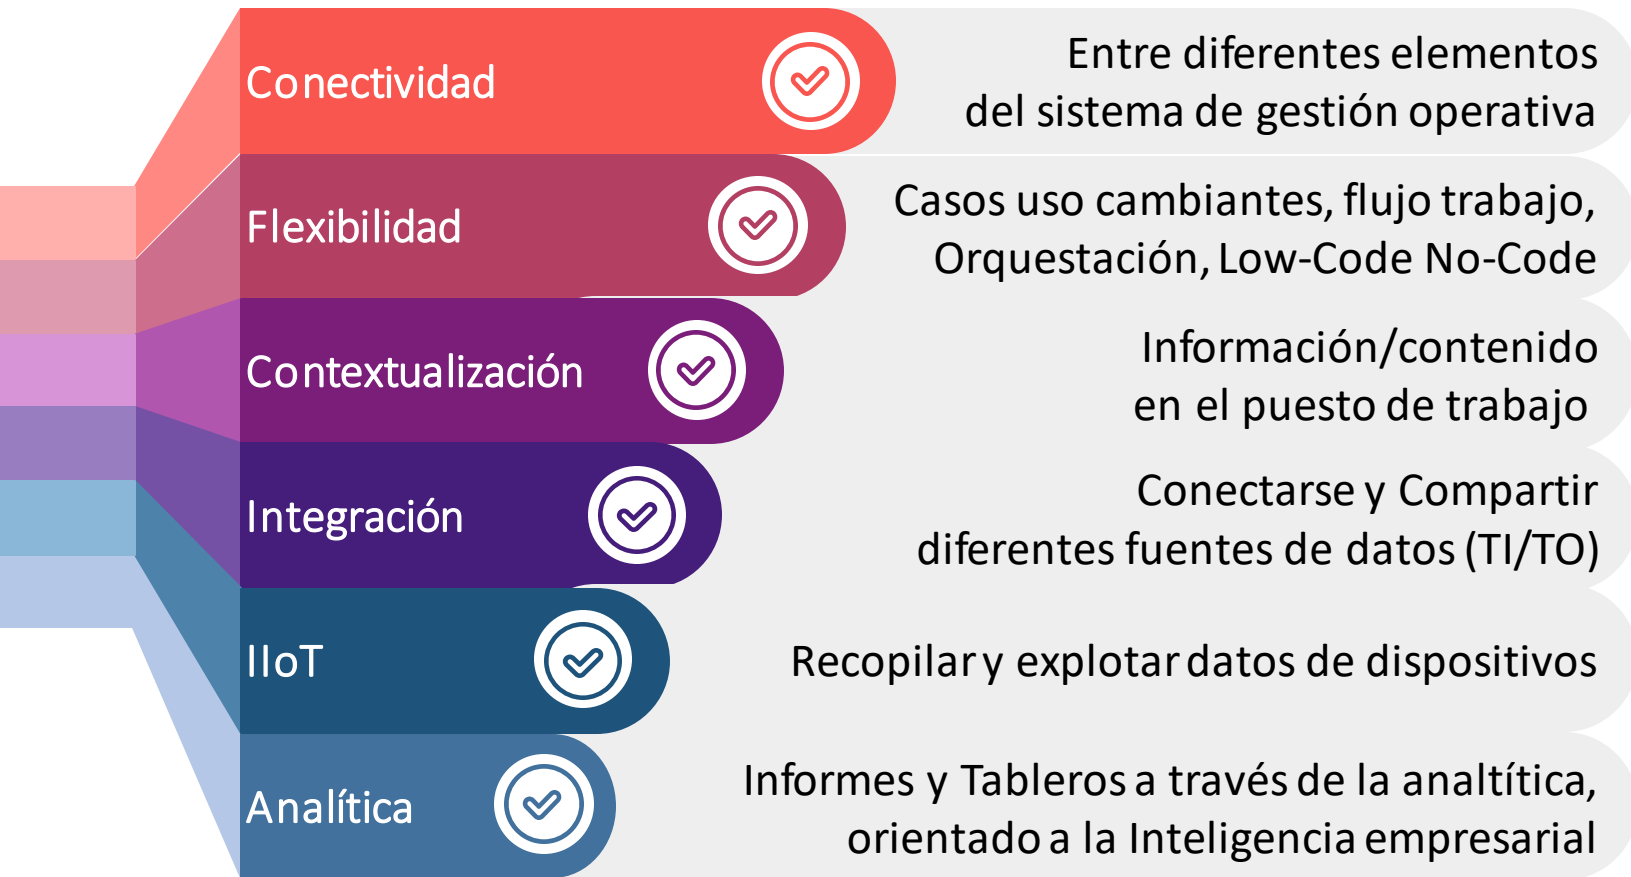 Conectividad
Entre diferentes elementos
del sistema de gestión operativa
Flexibilidad
Casos uso cambiantes, flujo trabajo,
Orquestación, Low-Code No-Code
Contextualización
Información/contenido
en el puesto de trabajo
Integración
Conectarse y Compartir
diferentes fuentes de datos (TI/TO)
IIoT
Recopilar y explotar datos de dispositivos
Analítica
Informes y Tableros a través de la analtítica,
orientado a la Inteligencia empresarial